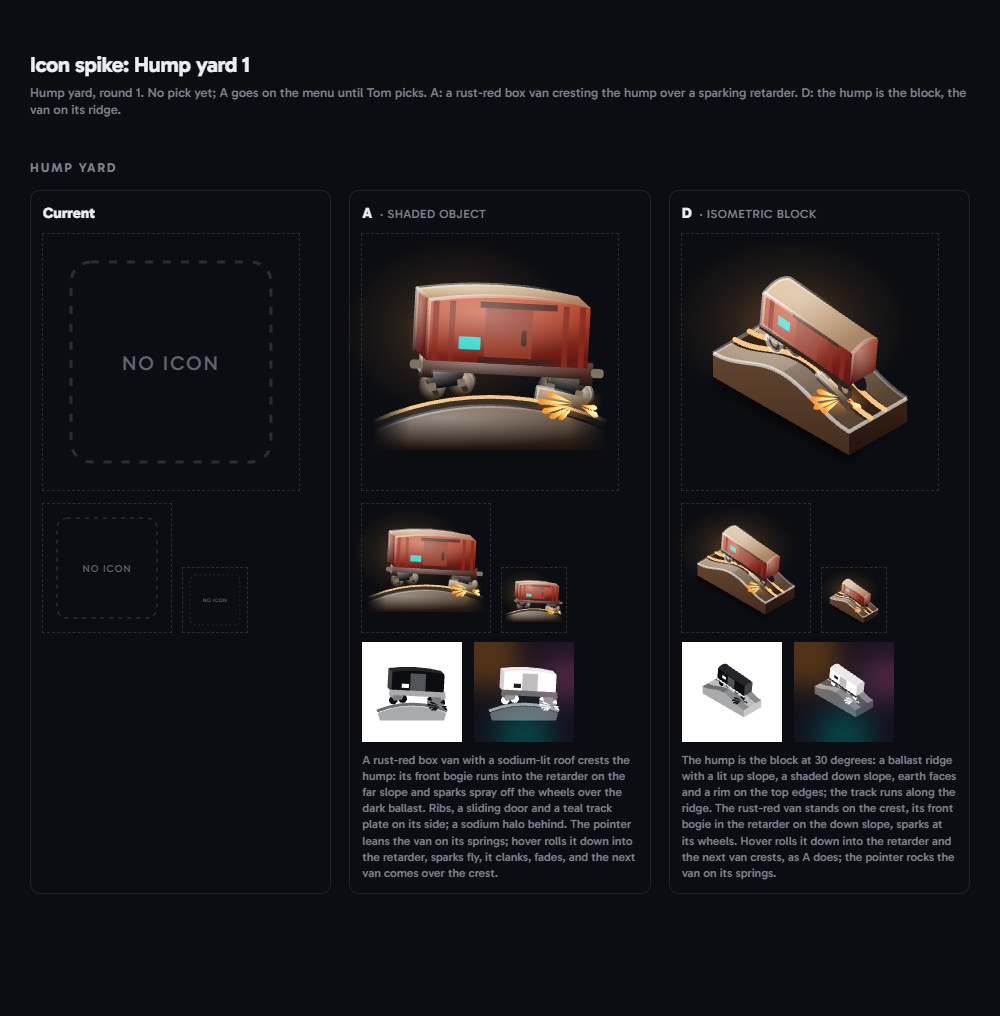 Icon spike: Hump yard 1
Hump yard, round 1. No pick yet; A goes on the menu until Tom picks. A: a rust-red box van cresting the hump over a sparking retarder. D: the hump is the block, the
van on its ridge.
HUMP YARD
Current
NO ICON
NO ICON
NO ICON
A · SHADED OBJECT
A rust-red box van with a sodium-lit roof crests the
hump: its front bogie runs into the retarder on the
far slope and sparks spray off the wheels over the
dark ballast. Ribs, a sliding door and a teal track
plate on its side; a sodium halo behind. The pointer
leans the van on its springs; hover rolls it down into
the retarder, sparks fly, it clanks, fades, and the next
van comes over the crest.
D · ISOMETRIC BLOCK
The hump is the block at 30 degrees: a ballast ridge
with a lit up slope, a shaded down slope, earth faces
and a rim on the top edges; the track runs along the
ridge. The rust-red van stands on the crest, its front
bogie in the retarder on the down slope, sparks at
its wheels. Hover rolls it down into the retarder and
the next van crests, as A does; the pointer rocks the
van on its springs.